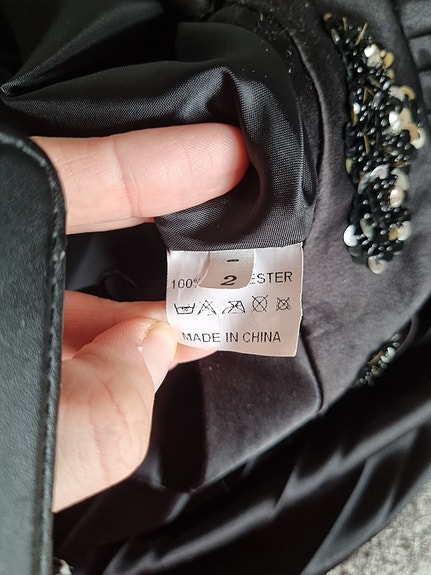 -
2
100% ESTER
MADE IN CHINA